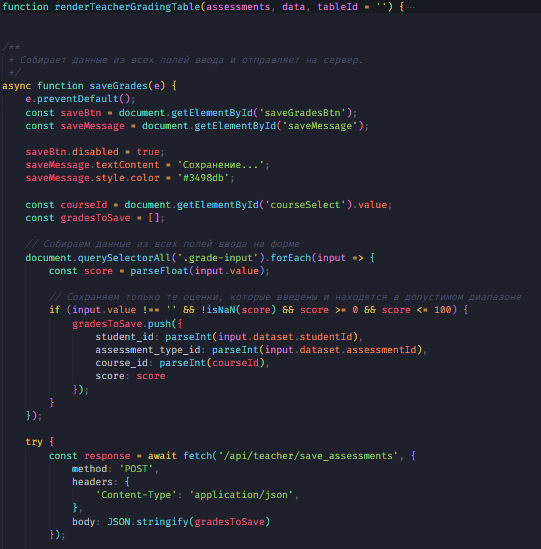 function renderTeacherGradingTable(assessments, data, tableId = '') {···
/**
 * Собирает данные из всех полей ввода и отправляет на сервер.
 */
async function saveGrades(e) {
    e.preventDefault();
    const saveBtn = document.getElementById('saveGradesBtn');
    const saveMessage = document.getElementById('saveMessage');
    saveBtn.disabled = true;
    saveMessage.textContent = 'Сохранение...';
    saveMessage.style.color = '#3498db';
    const courseId = document.getElementById('courseSelect').value;
    const gradesToSave = [];
    // Собираем данные из всех полей ввода на форме
    document.querySelectorAll('.grade-input').forEach(input => {
        const score = parseFloat(input.value);
        // Сохраняем только те оценки, которые введены и находятся в допустимом диапазоне
        if (input.value !== '' && !isNaN(score) && score >= 0 && score <= 100) {
            gradesToSave.push({
                student_id: parseInt(input.dataset.studentId),
                assessment_type_id: parseInt(input.dataset.assessmentId),
                course_id: parseInt(courseId),
                score: score
            });
        }
    });
    try {
        const response = await fetch('/api/teacher/save_assessments', {
            method: 'POST',
            headers: {
                'Content-Type': 'application/json',
            },
            body: JSON.stringify(gradesToSave)
        });